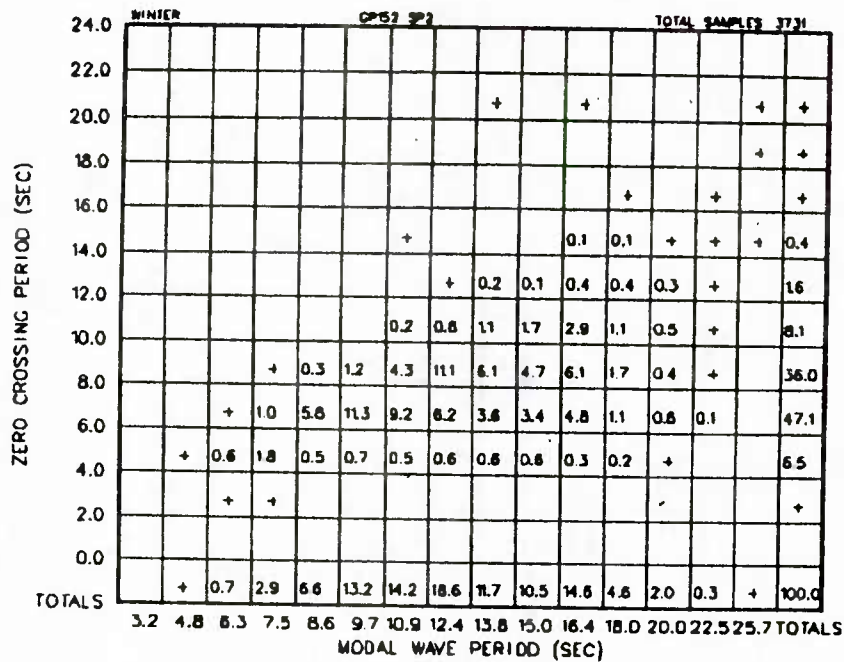 WINTER GP152 SP2 TOTAL SAMPLES 3731
24.0
22.0
+ + + +
20.0
+ +
18.0
+ + +
16.0
+ 0.1 0.1 + + + 0.4
14.0
+ 0.2 0.1 0.4 0.4 0.3 + 1.6
12.0
0.2 0.8 1.1 1.7 2.9 1.1 0.5 + 8.1
10.0
+ 0.3 1.2 4.3 11.1 6.1 4.7 6.1 1.7 0.4 + 36.0
8.0
+ 1.0 5.8 11.3 9.2 6.2 3.6 3.4 4.8 1.1 0.6 0.1 47.1
6.0
+ 0.6 1.8 0.5 0.7 0.5 0.6 0.6 0.6 0.3 0.2 + 6.5
4.0
+ + +
2.0
0.0
TOTALS + 0.7 2.9 6.6 13.2 14.2 18.6 11.7 10.5 14.6 4.6 2.0 0.3 + 100.0
3.2 4.8 6.3 7.5 8.6 9.7 10.9 12.4 13.8 15.0 16.4 18.0 20.0 22.5 25.7 TOTALS
MODAL WAVE PERIOD (SEC)
ZERO CROSSING PERIOD (SEC)